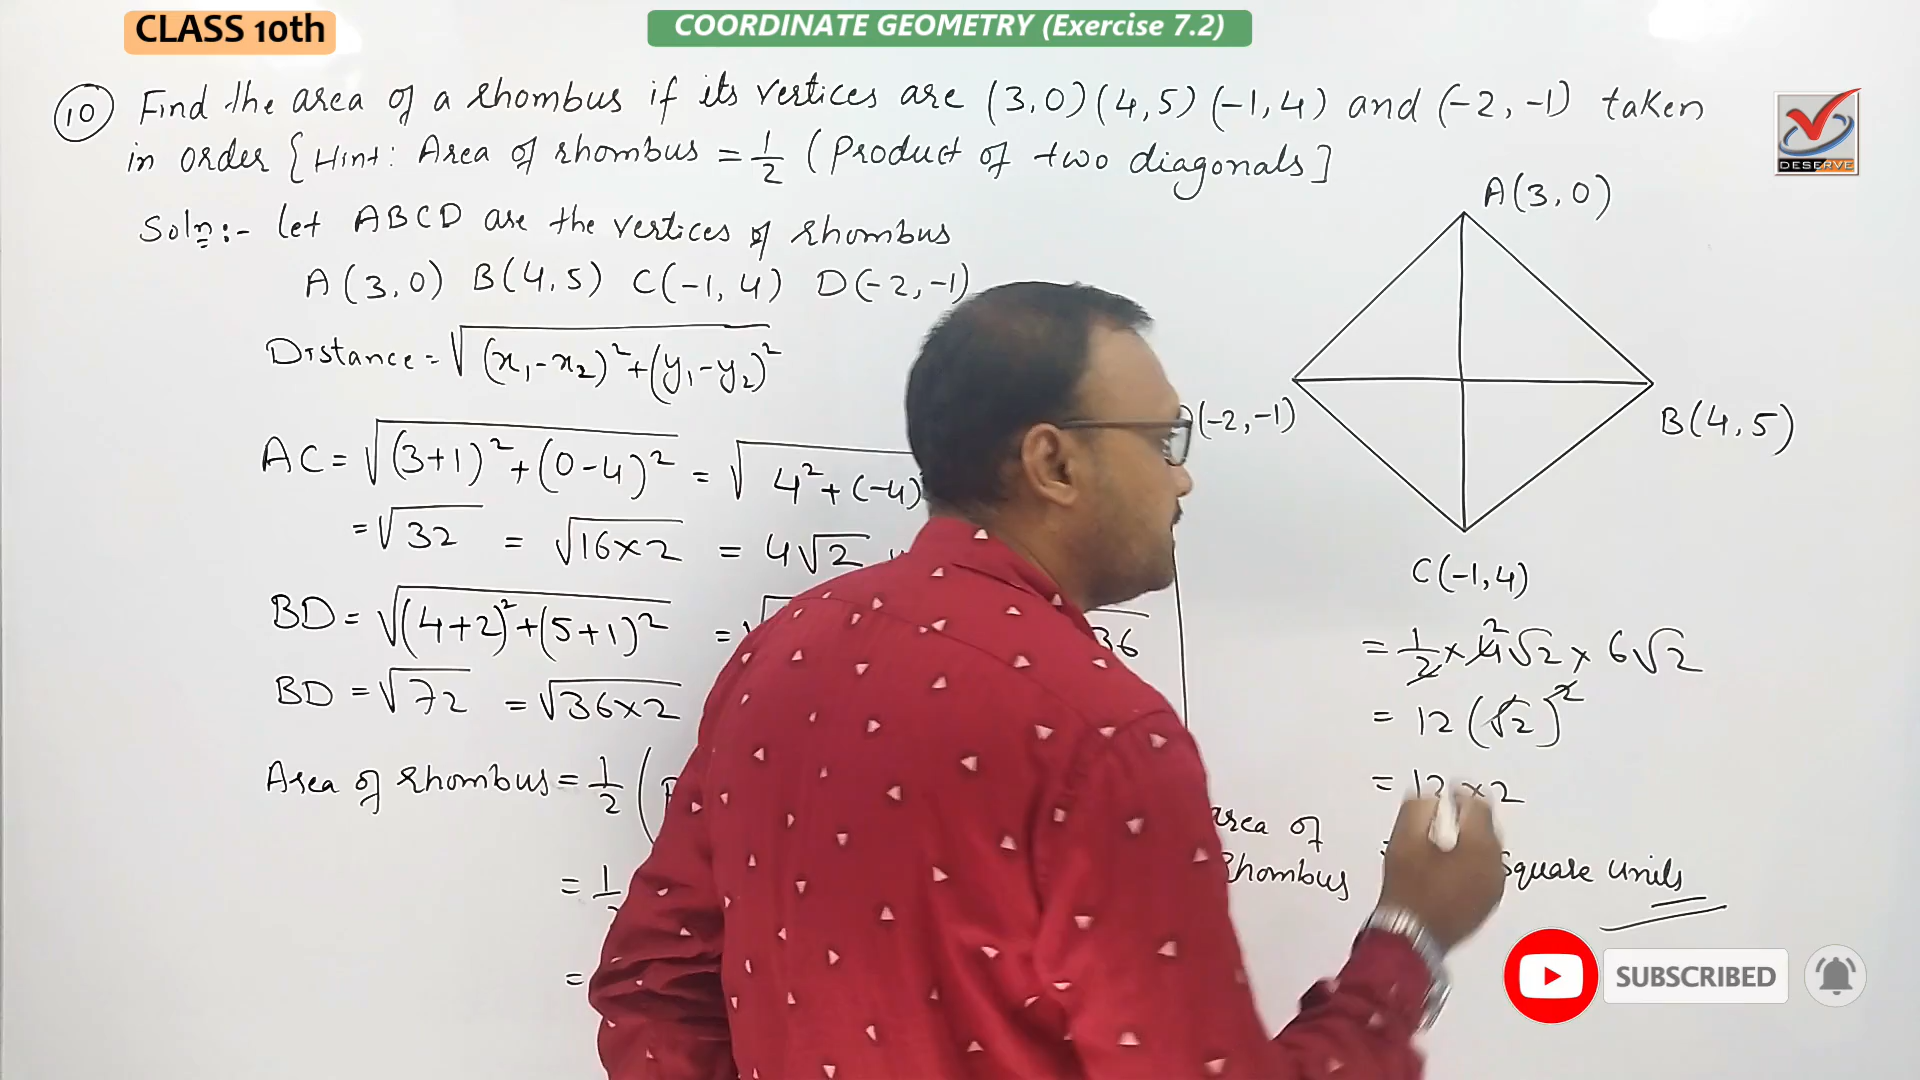 CLASS 10th
COORDINATE GEOMETRY (Exercise 7.2)
10 Find the area of a rhombus if its vertices are (3,0)(4,5)(-1,4) and (-2,-1) taken
in order {Hint: Area of rhombus = 1/2 (Product of two diagonals]
DESERVE
Soln:- let ABCD are the vertices of rhombus
A(3,0) B(4,5) C(-1,4) D(-2,-1)
Distance = √(x₁-x₂)²+(y₁-y₂)²
AC = √(3+1)²+(0-4)² = √4²+(-4)
= √32 = √16×2 = 4√2
BD = √(4+2)²+(5+1)² = √ 36
BD = √72 = √36×2
Area of rhombus = 1/2 (
= 1
=
A(3,0)
(-2,-1)
B(4,5)
C(-1,4)
= 1/2 × 4² √2 × 6√2
= 12(√2)²
= 12×2
area of
Rhombus
Square units
SUBSCRIBED